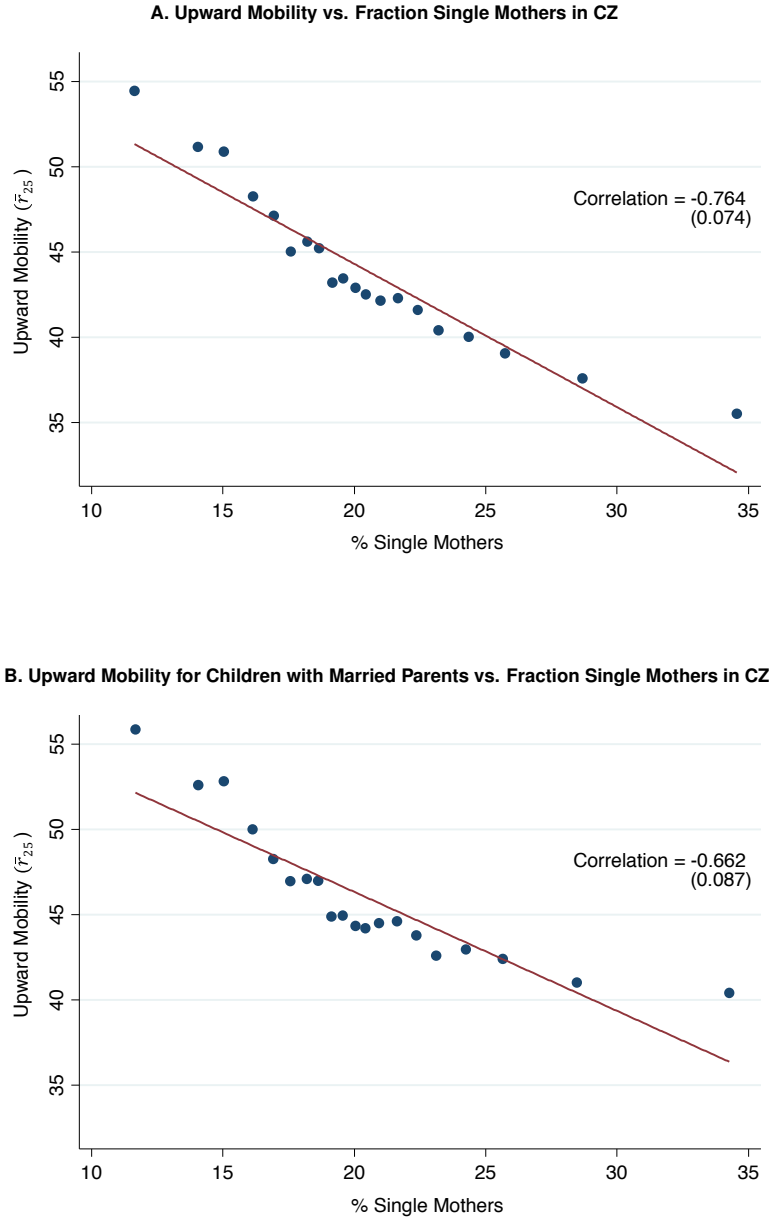 A. Upward Mobility vs. Fraction Single Mothers in CZ
Upward Mobility (r̄₂₅)
55
50
45
40
35
Correlation = -0.764
(0.074)
10 15 20 25 30 35
% Single Mothers
B. Upward Mobility for Children with Married Parents vs. Fraction Single Mothers in CZ
Upward Mobility (r̄₂₅)
55
50
45
40
35
Correlation = -0.662
(0.087)
10 15 20 25 30 35
% Single Mothers